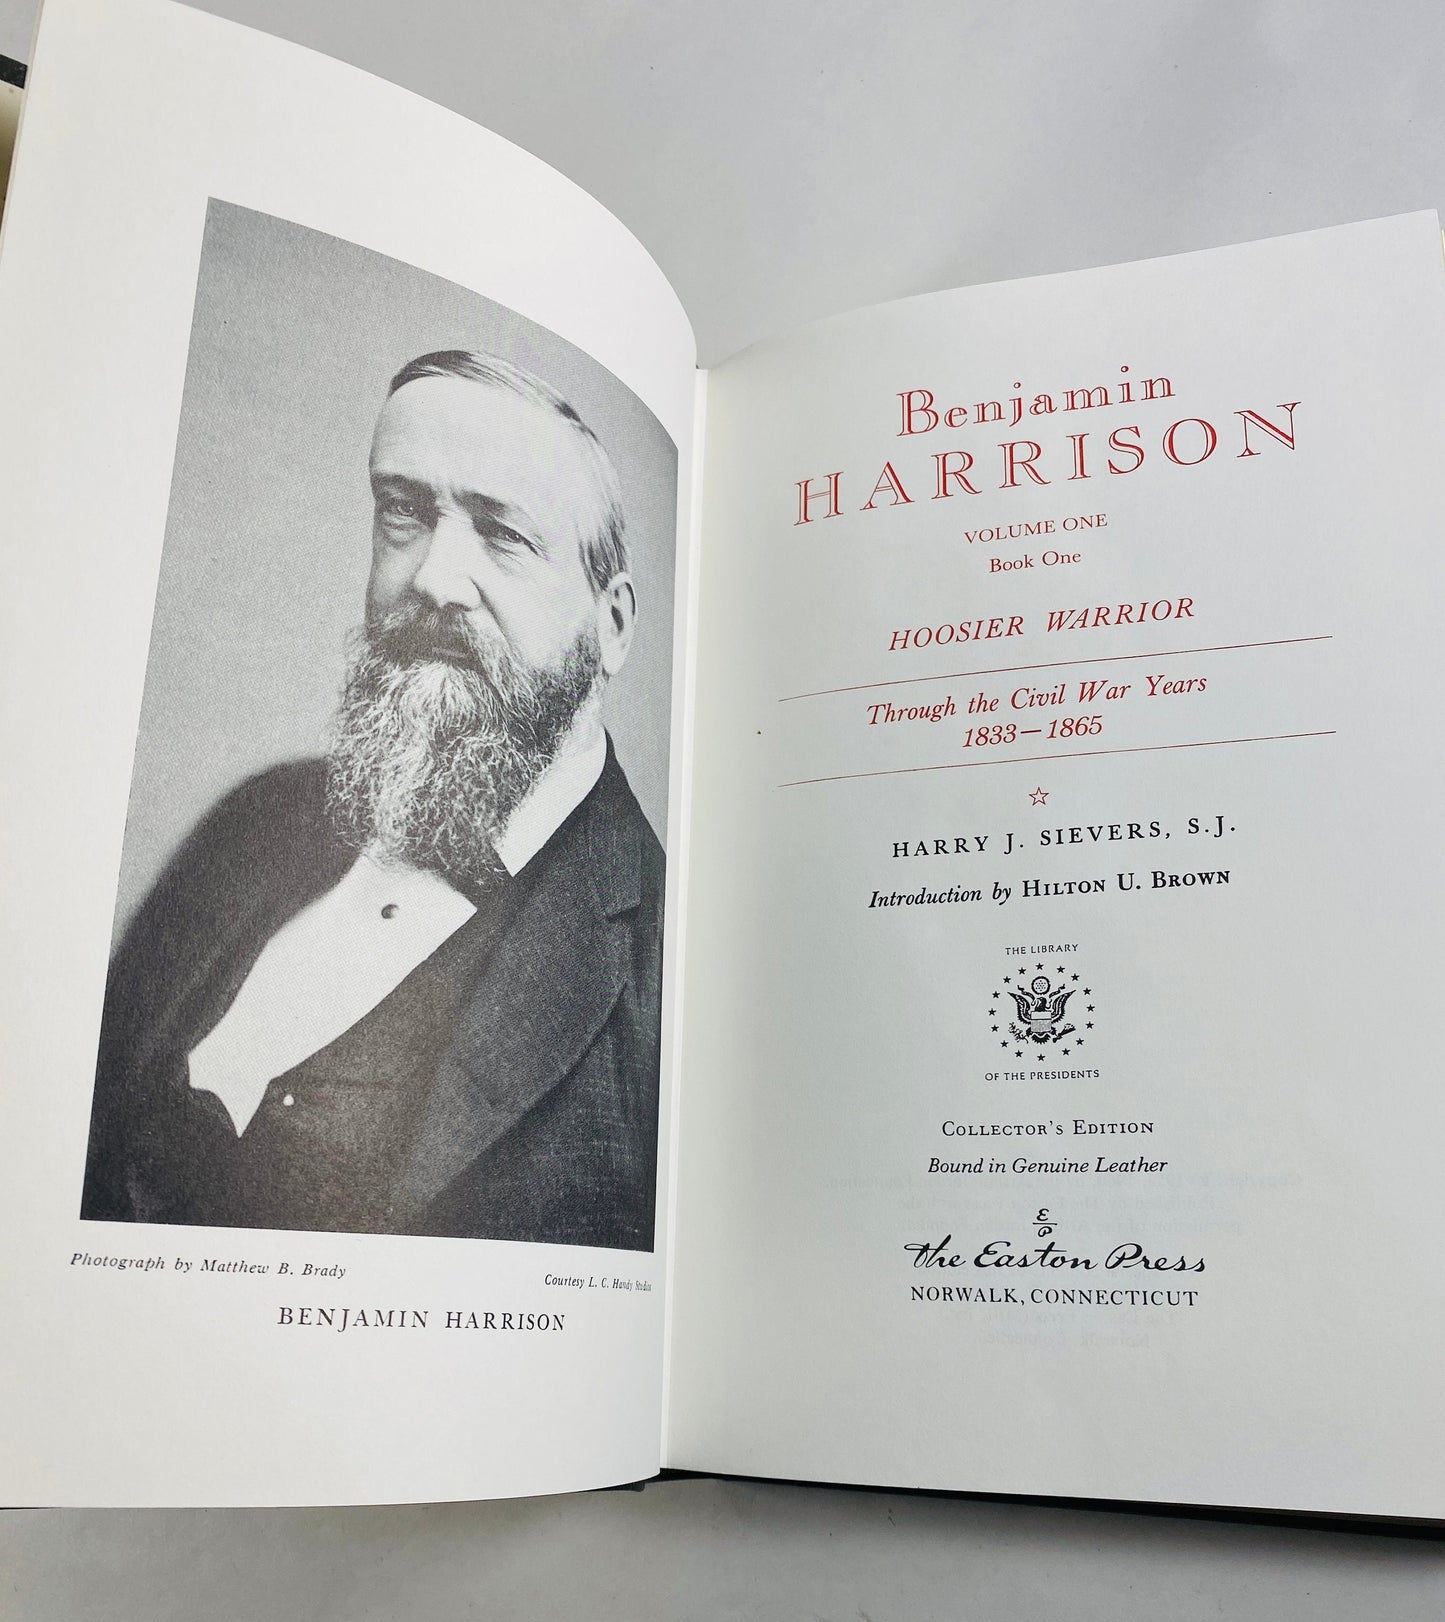 Photograph by Matthew B. Brady
Courtesy L. C. Handy Studios
BENJAMIN HARRISON
Benjamin
HARRISON
VOLUME ONE
Book One
HOOSIER WARRIOR
Through the Civil War Years
1833—1865
HARRY J. SIEVERS, S.J.
Introduction by HILTON U. BROWN
THE LIBRARY
OF THE PRESIDENTS
COLLECTOR'S EDITION
Bound in Genuine Leather
E
P
The Easton Press
NORWALK, CONNECTICUT